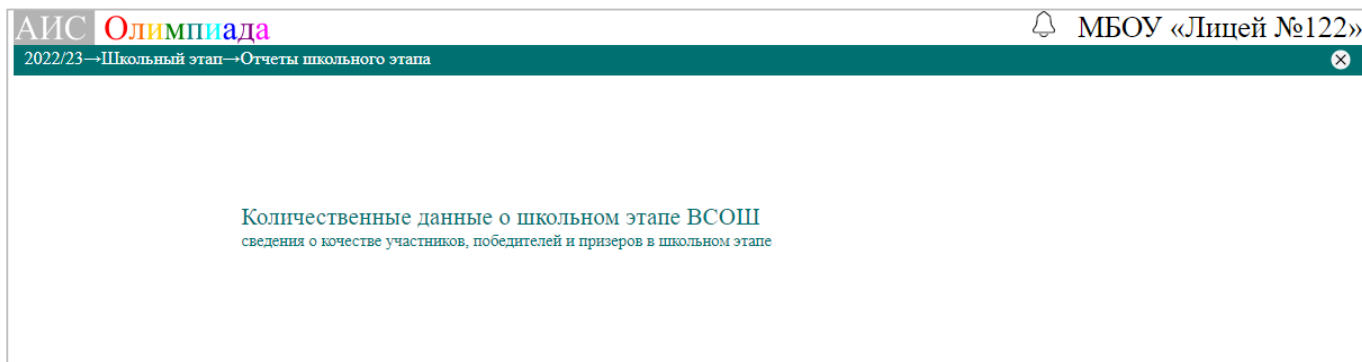 АИС Олимпиада
МБОУ «Лицей №122»
2022/23→Школьный этап→Отчеты школьного этапа
Количественные данные о школьном этапе ВСОШ
сведения о кочестве участников, победителей и призеров в школьном этапе